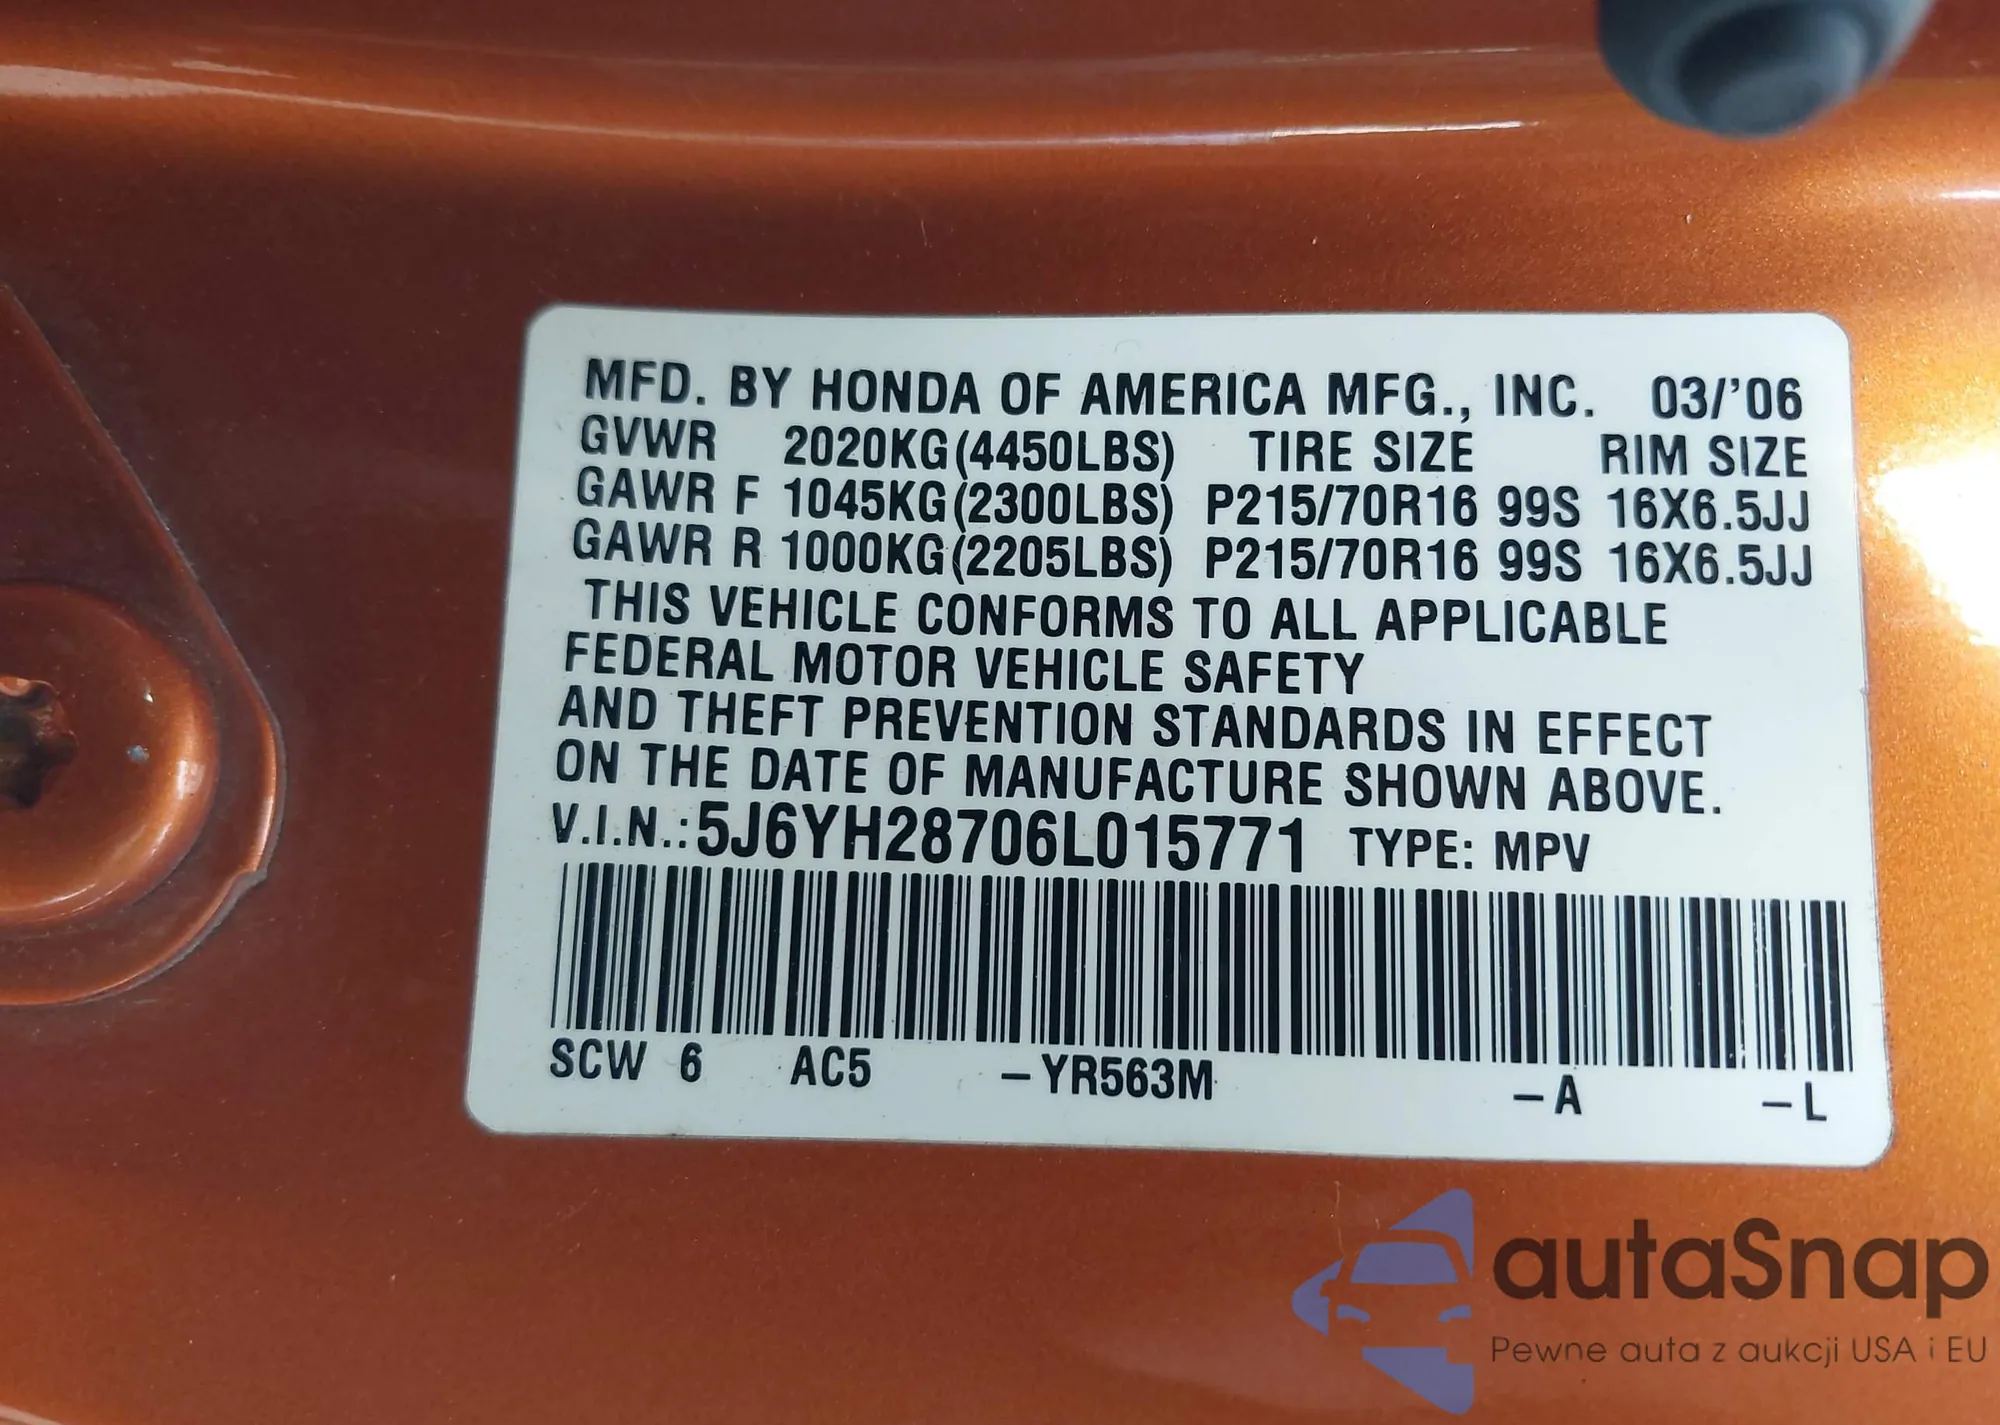 MFD. BY HONDA OF AMERICA MFG., INC. 03/'06
GVWR 2020KG(4450LBS) TIRE SIZE RIM SIZE
GAWR F 1045KG(2300LBS) P215/70R16 99S 16X6.5JJ
GAWR R 1000KG(2205LBS) P215/70R16 99S 16X6.5JJ
THIS VEHICLE CONFORMS TO ALL APPLICABLE
FEDERAL MOTOR VEHICLE SAFETY
AND THEFT PREVENTION STANDARDS IN EFFECT
ON THE DATE OF MANUFACTURE SHOWN ABOVE.
V.I.N.: 5J6YH28706L015771 TYPE: MPV
SCW 6 AC5 -YR563M -A -L
autaSnap
Pewne auta z aukcji USA i EU